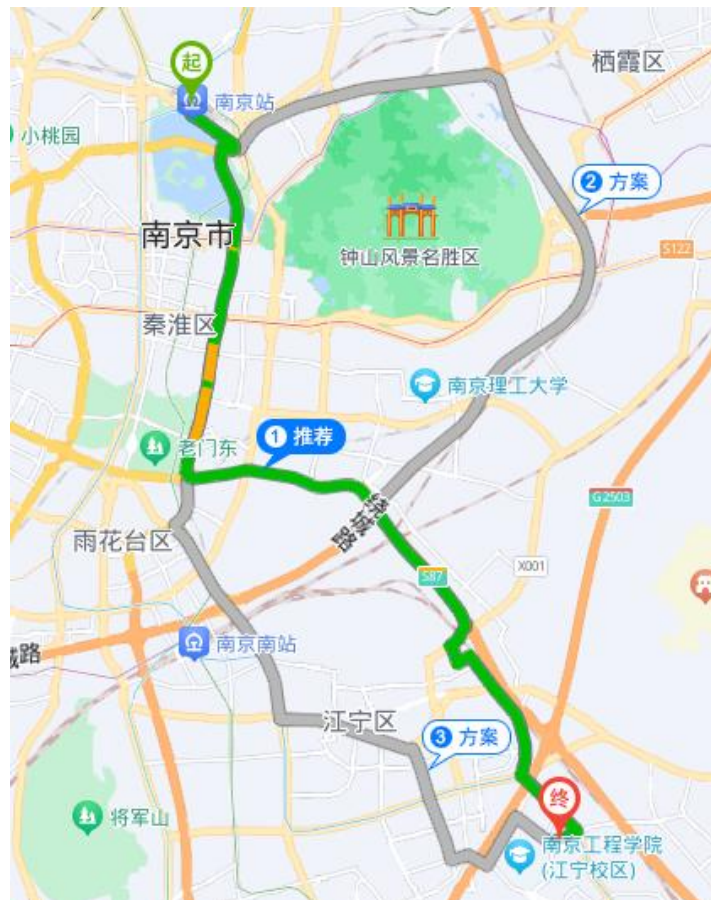 起
南京站
栖霞区
小桃园
2 方案
南京市
钟山风景名胜区
S122
秦淮区
南京理工大学
1 推荐
老门东
G2503
绕城路
雨花台区
X001
S87
南京南站
城路
江宁区
3 方案
终
将军山
南京工程学院
(江宁校区)